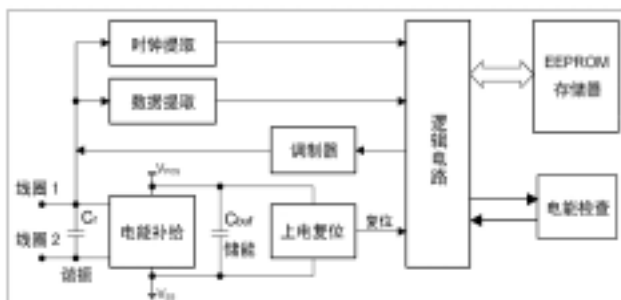 时钟提取
数据提取
调制器
逻辑电路
EEPROM
存储器
电能检查
线圈 1
线圈 2
Cr
谐振
电能补给
Cbuf
储能
上电复位
复位